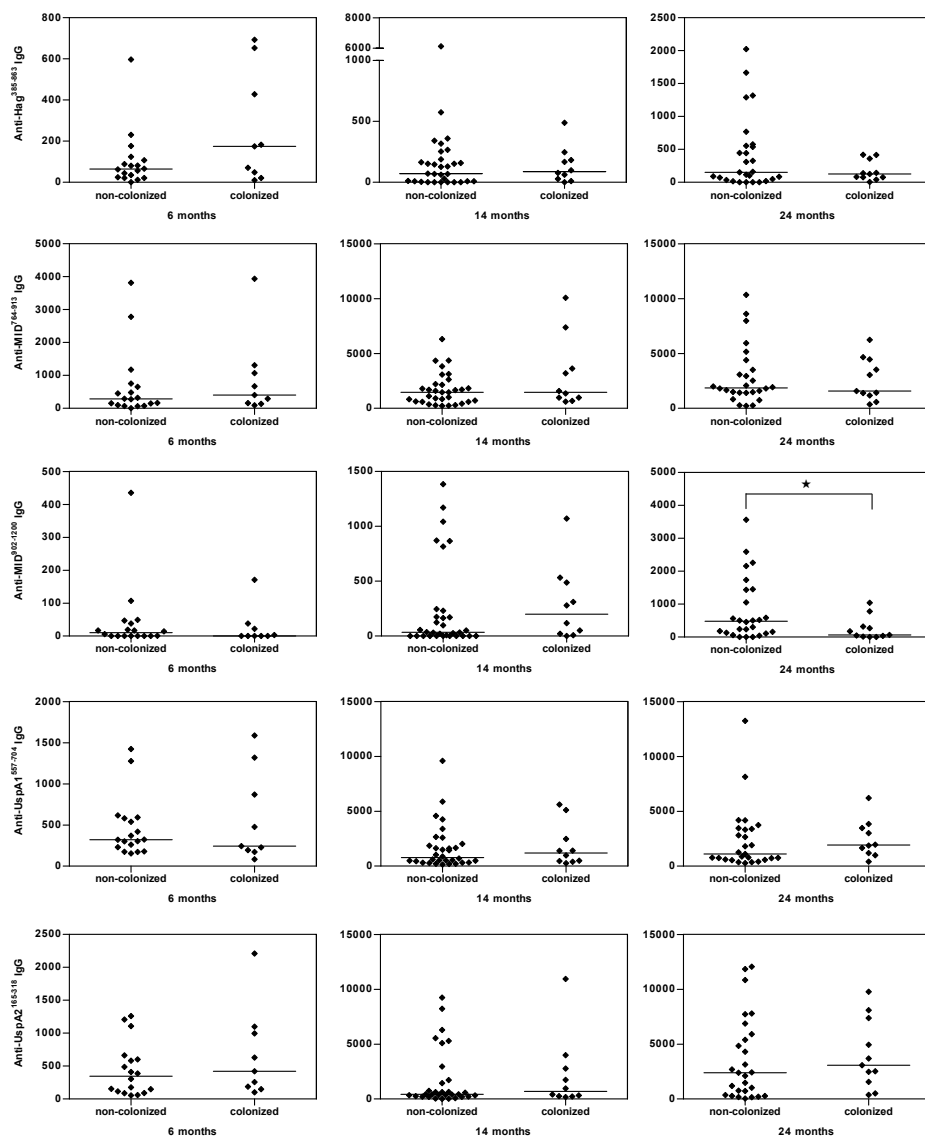 Anti-Hag385-863 IgG
800
600
400
200
0
non-colonized colonized
6 months
8000
6000
1000
500
0
non-colonized colonized
14 months
2500
2000
1500
1000
500
0
non-colonized colonized
24 months
Anti-MID764-913 IgG
5000
4000
3000
2000
1000
0
non-colonized colonized
6 months
15000
10000
5000
0
non-colonized colonized
14 months
15000
10000
5000
0
non-colonized colonized
24 months
Anti-MID902-1200 IgG
500
400
300
200
100
0
non-colonized colonized
6 months
1500
1000
500
0
non-colonized colonized
14 months
5000
4000
3000
2000
1000
0
★
non-colonized colonized
24 months
Anti-UspA1557-704 IgG
2000
1500
1000
500
0
non-colonized colonized
6 months
15000
10000
5000
0
non-colonized colonized
14 months
15000
10000
5000
0
non-colonized colonized
24 months
Anti-UspA2165-318 IgG
2500
2000
1500
1000
500
0
non-colonized colonized
6 months
15000
10000
5000
0
non-colonized colonized
14 months
15000
10000
5000
0
non-colonized colonized
24 months